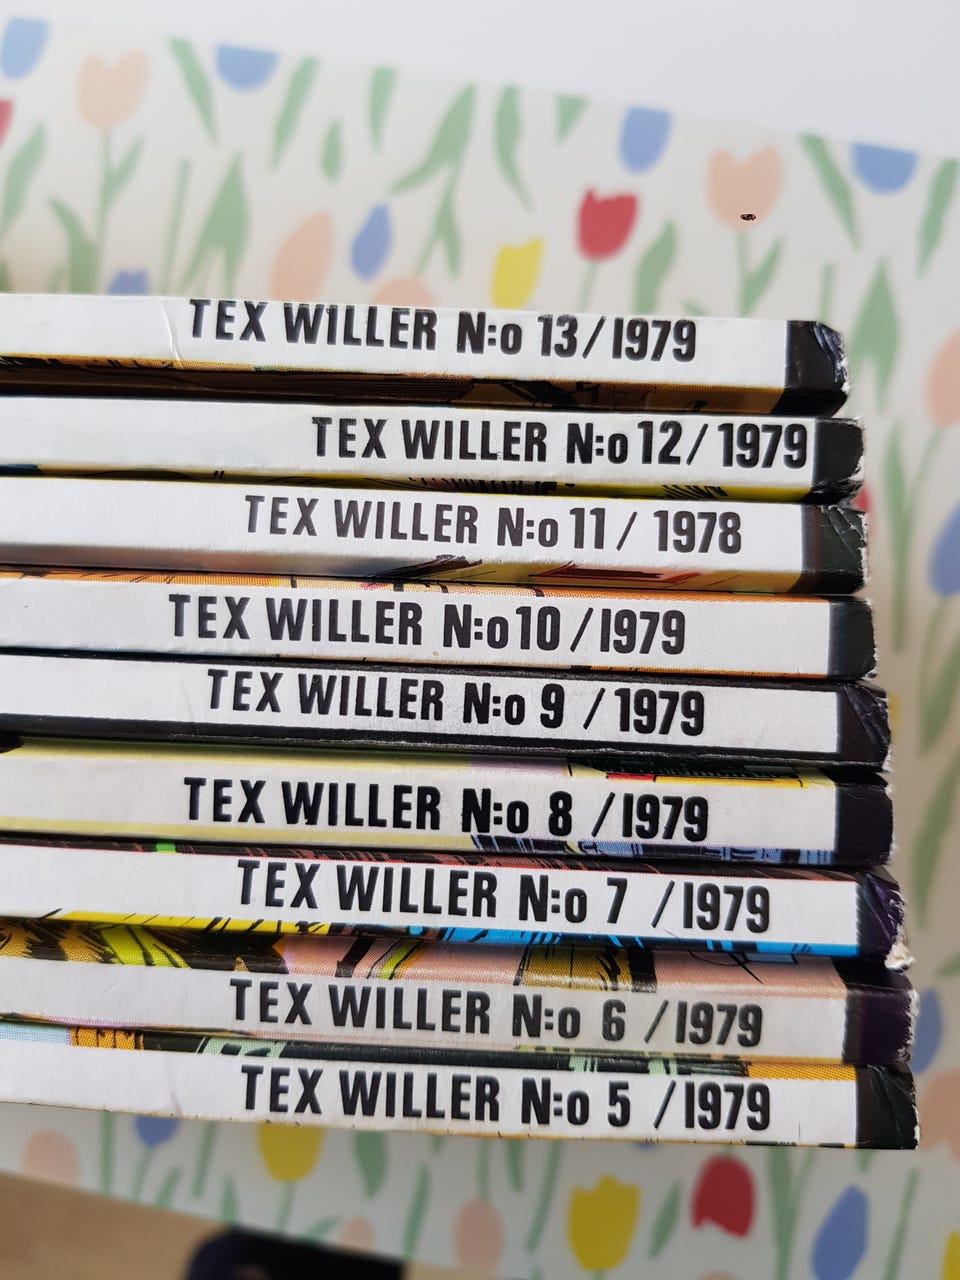 TEX WILLER N:o 13/1979
TEX WILLER N:o 12/1979
TEX WILLER N:o 11/ 1978
TEX WILLER N:o 10 /1979
TEX WILLER N:o 9 /1979
TEX WILLER N:o 8 /1979
TEX WILLER N:o 7 /1979
TEX WILLER N:o 6 /1979
TEX WILLER N:o 5 /1979